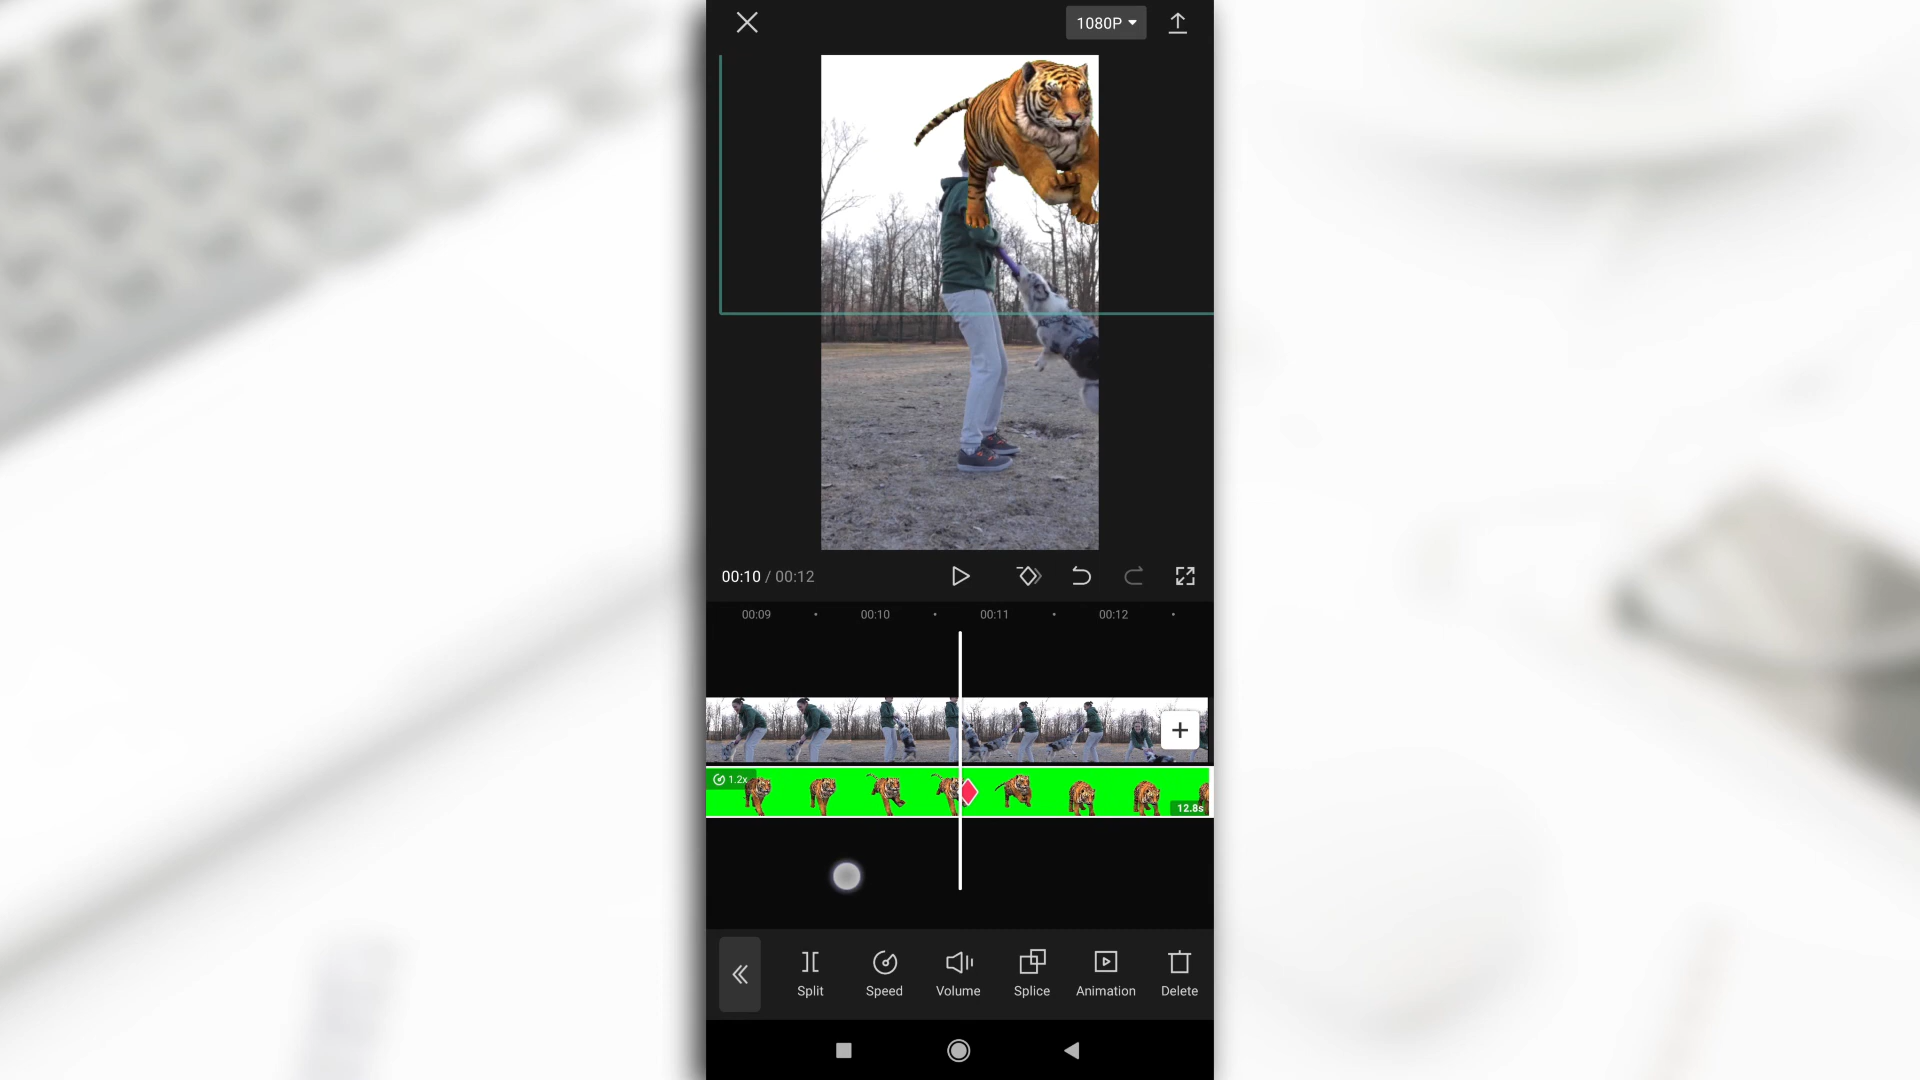 1080P
00:10 / 00:12
00:09 00:10 00:11 00:12
1.2x
12.8s
Split Speed Volume Splice Animation Delete